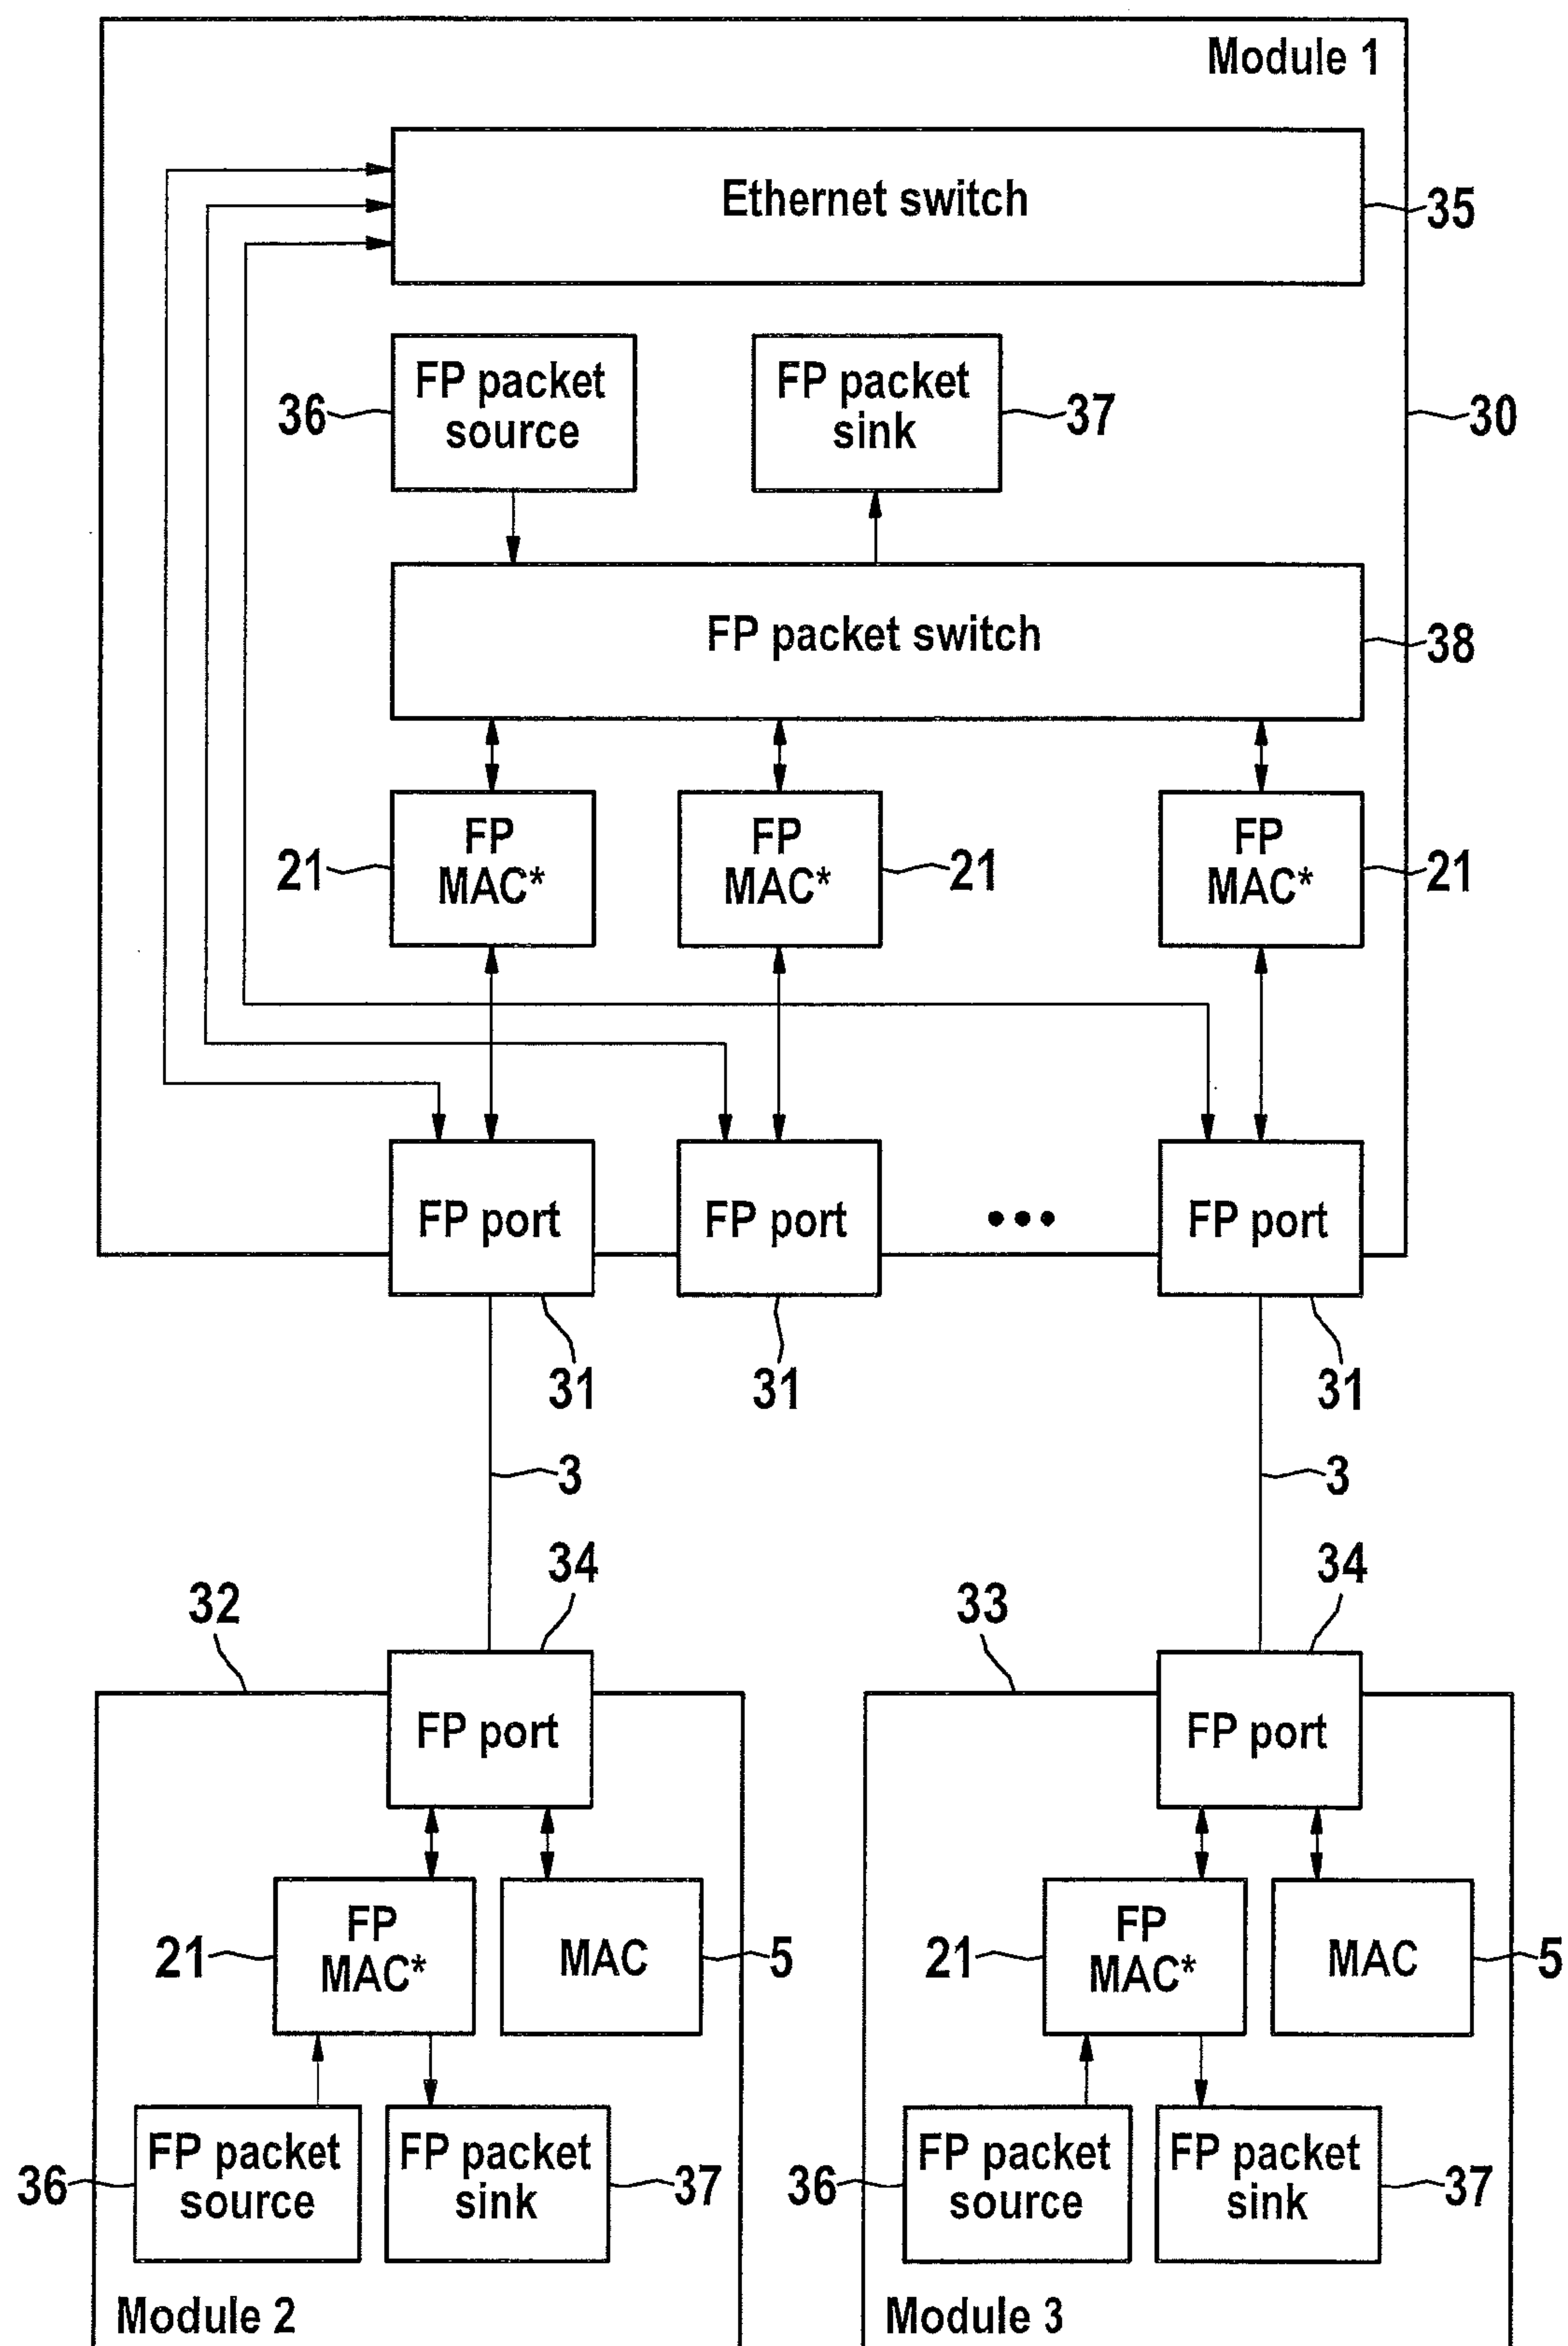 Module 1
Ethernet switch
35
FP packet
source
36
FP packet
sink
37
30
FP packet switch
38
21
FP
MAC*
FP
MAC*
21
FP
MAC*
21
FP port
FP port
•••
FP port
31
31
31
3
3
34
34
32
33
FP port
FP port
21
FP
MAC*
MAC
5
21
FP
MAC*
MAC
5
36
FP packet
source
FP packet
sink
37
36
FP packet
source
FP packet
sink
37
Module 2
Module 3